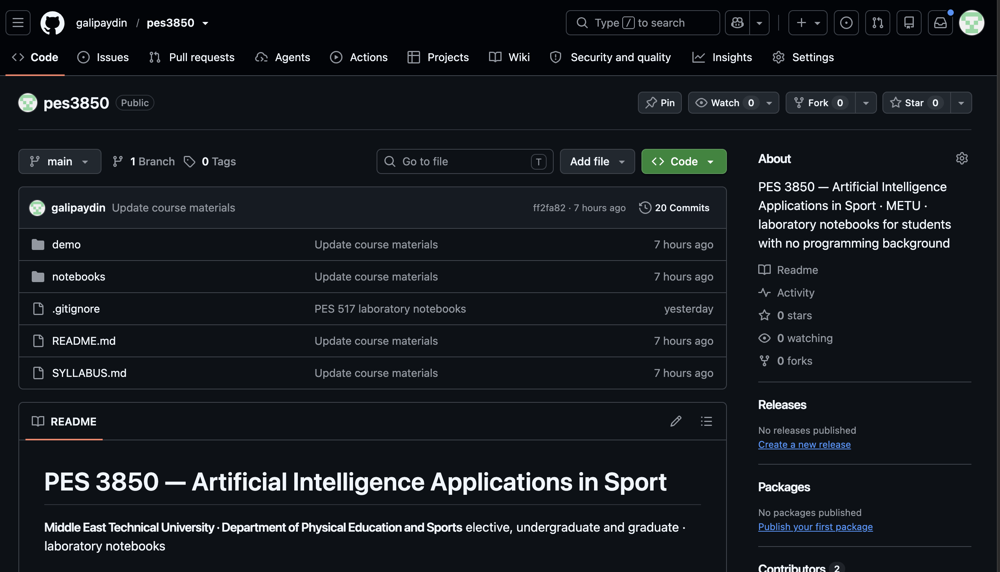 galipaydin / pes3850
Type / to search
Code
Issues
Pull requests
Agents
Actions
Projects
Wiki
Security and quality
Insights
Settings
pes3850 Public
Pin
Watch 0
Fork 0
Star 0
main
1 Branch
0 Tags
Go to file T
Add file
Code
galipaydin Update course materials ff2fa82 · 7 hours ago 20 Commits
demo Update course materials 7 hours ago
notebooks Update course materials 7 hours ago
.gitignore PES 517 laboratory notebooks yesterday
README.md Update course materials 7 hours ago
SYLLABUS.md Update course materials 7 hours ago
README
PES 3850 — Artificial Intelligence Applications in Sport
Middle East Technical University · Department of Physical Education and Sports elective, undergraduate and graduate ·
laboratory notebooks
About
PES 3850 — Artificial Intelligence
Applications in Sport · METU ·
laboratory notebooks for students
with no programming background
Readme
Activity
0 stars
0 watching
0 forks
Releases
No releases published
Create a new release
Packages
No packages published
Publish your first package
Contributors 2